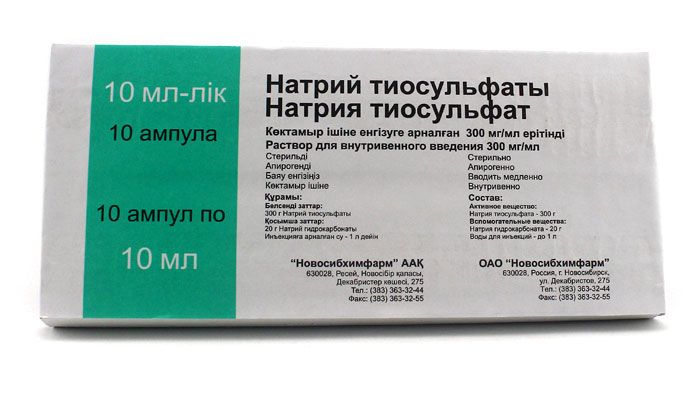 10 мл-лік
10 ампула
10 ампул по
10 мл
Натрий тиосульфаты
Натрия тиосульфат
Көктамыр ішіне енгізуге арналған 300 мг/мл ерітінді
Раствор для внутривенного введения 300 мг/мл
Стерильді
Апирогенді
Баяу енгізіңіз
Көктамыр ішіне
Құрамы:
Белсенді заттар:
300 г Натрий тиосульфаты
Қосымша заттар:
20 г Натрий гидрокарбонаты
Инъекцияға арналған су - 1 л дейін
Стерильно
Апирогенно
Вводить медленно
Внутривенно
Состав:
Активное вещество:
Натрия тиосульфата - 300 г
Вспомогательные вещества:
Натрия гидрокарбоната - 20 г
Воды для инъекций - до 1 л
"Новосибхимфарм" ААҚ
630028, Ресей, Новосібір қаласы,
Декабристер көшесі, 275
Тел.: (383) 363-32-44
Факс: (383) 363-32-55
ОАО "Новосибхимфарм"
630028, Россия, г. Новосибирск,
ул. Декабристов, 275
Тел.: (383) 363-32-44
Факс: (383) 363-32-55